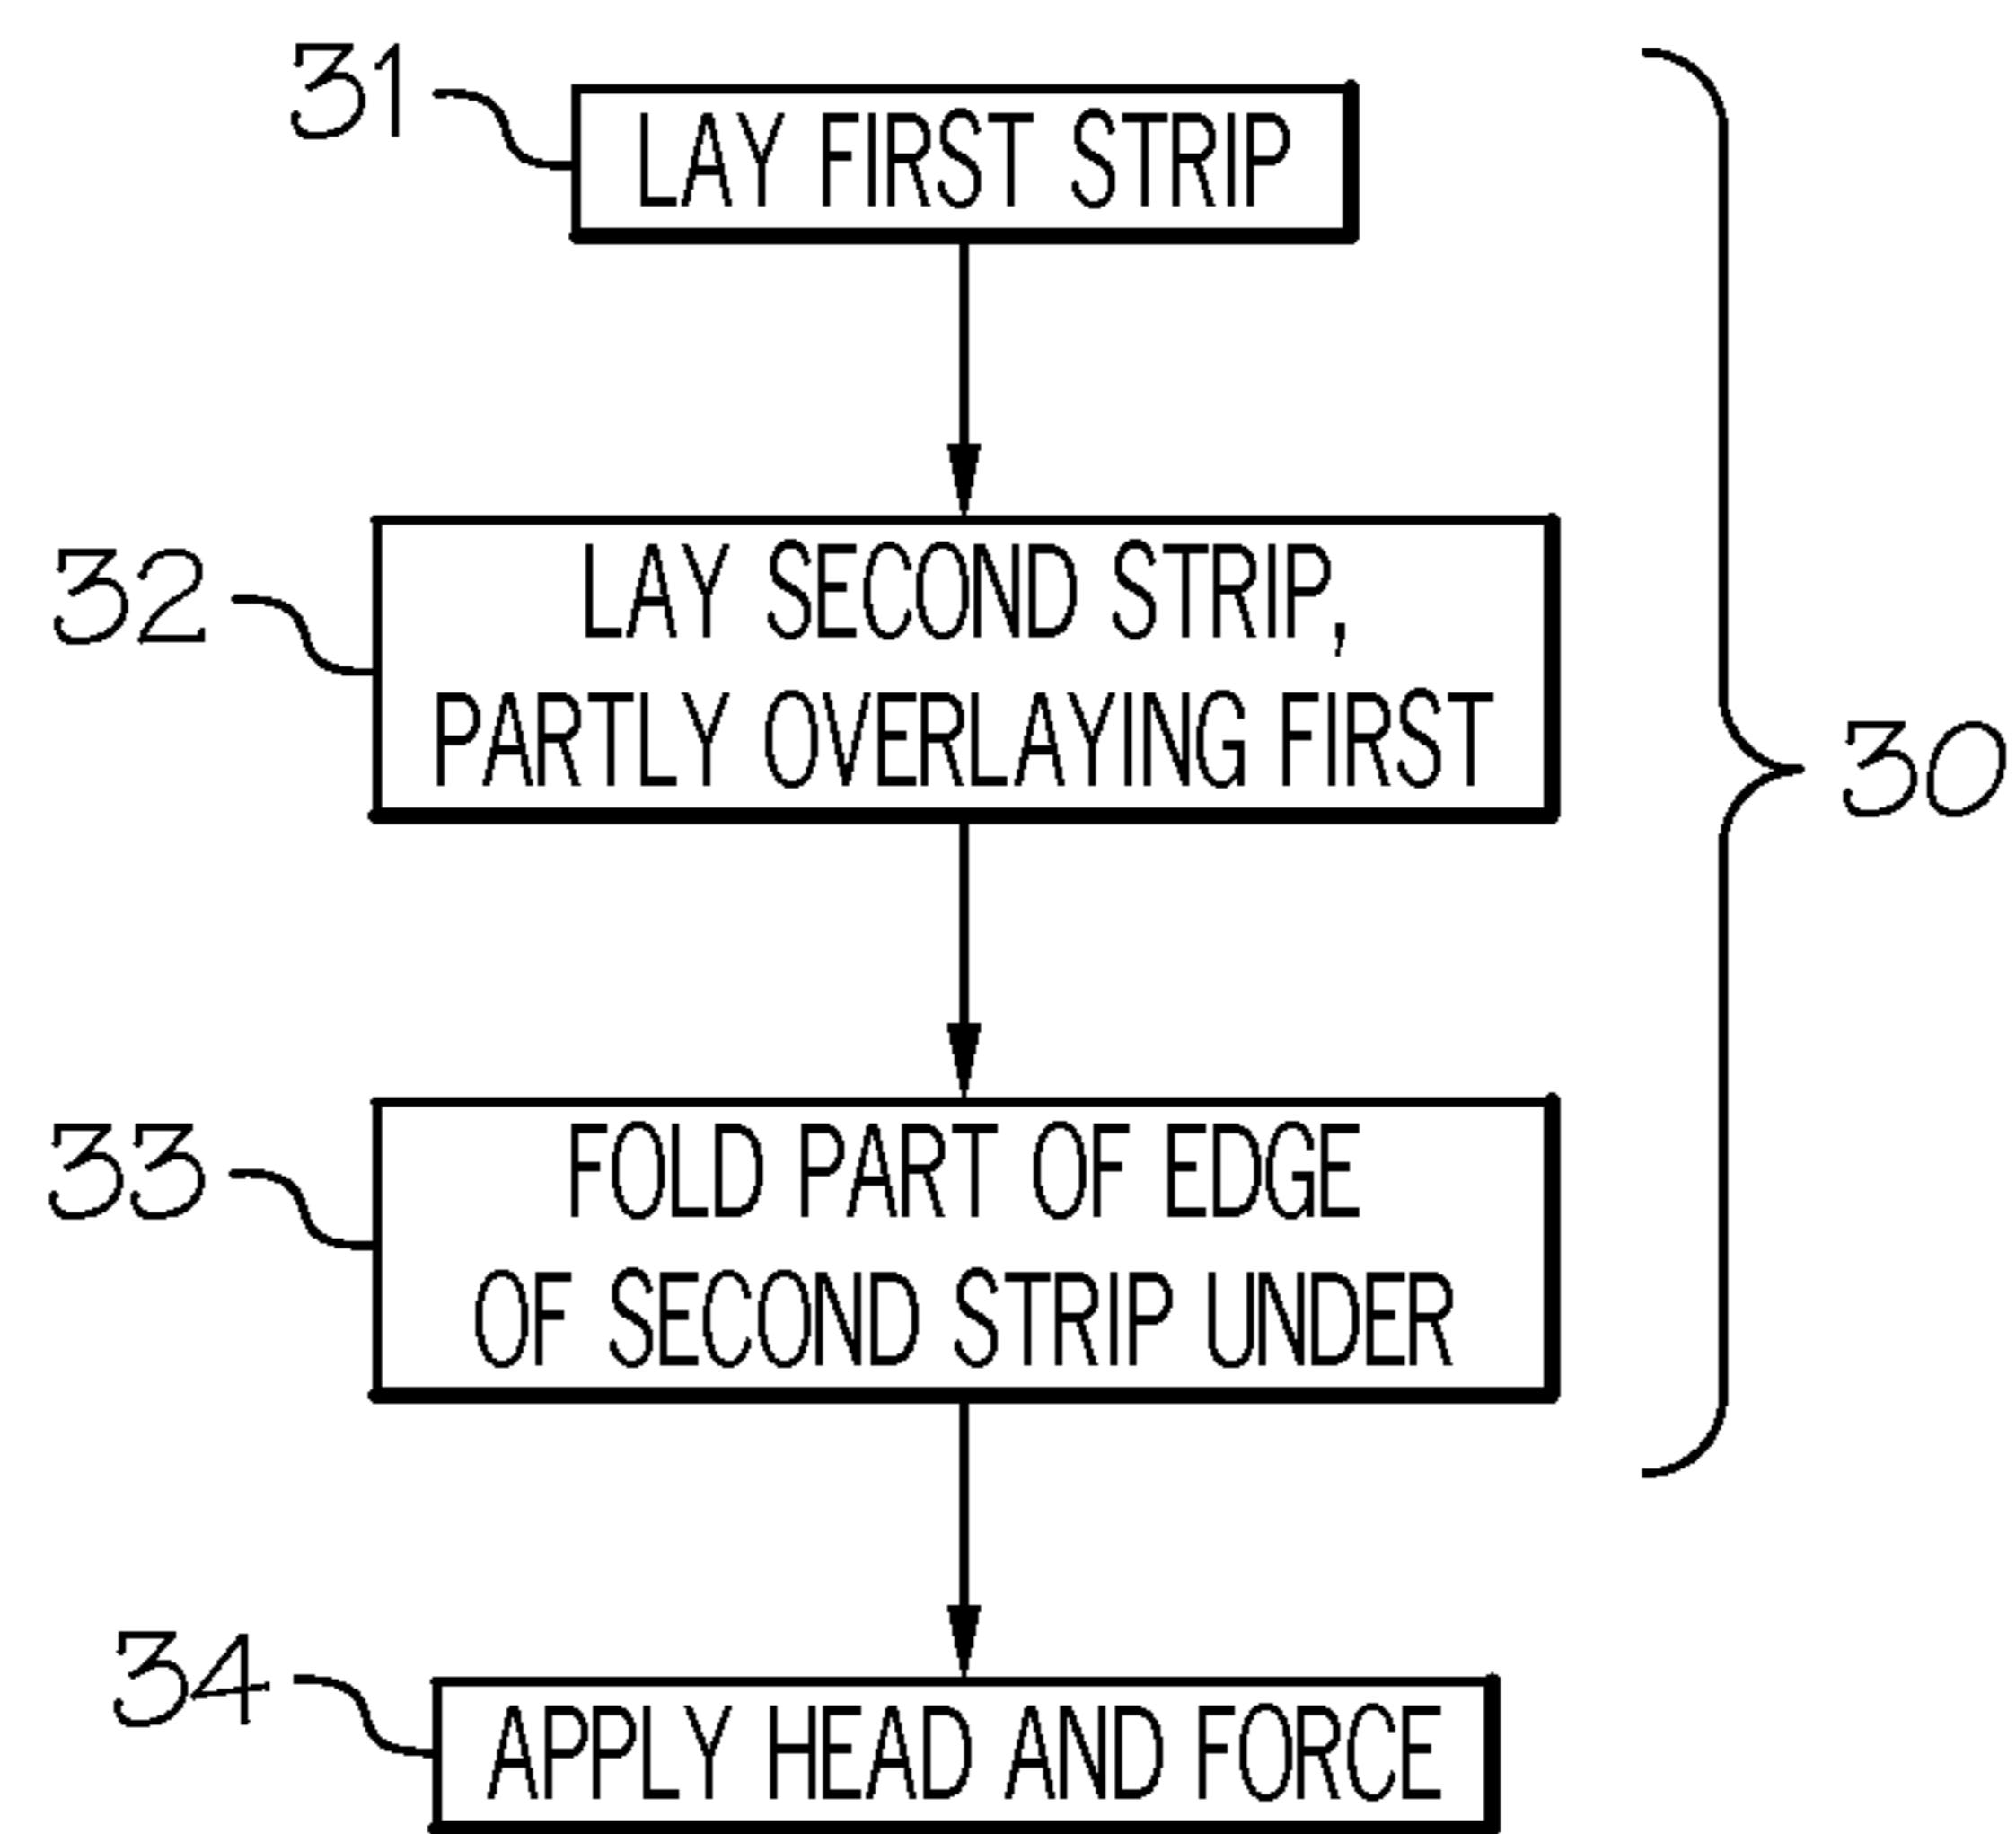 31
LAY FIRST STRIP
32
LAY SECOND STRIP,
PARTLY OVERLAYING FIRST
30
33
FOLD PART OF EDGE
OF SECOND STRIP UNDER
34
APPLY HEAD AND FORCE